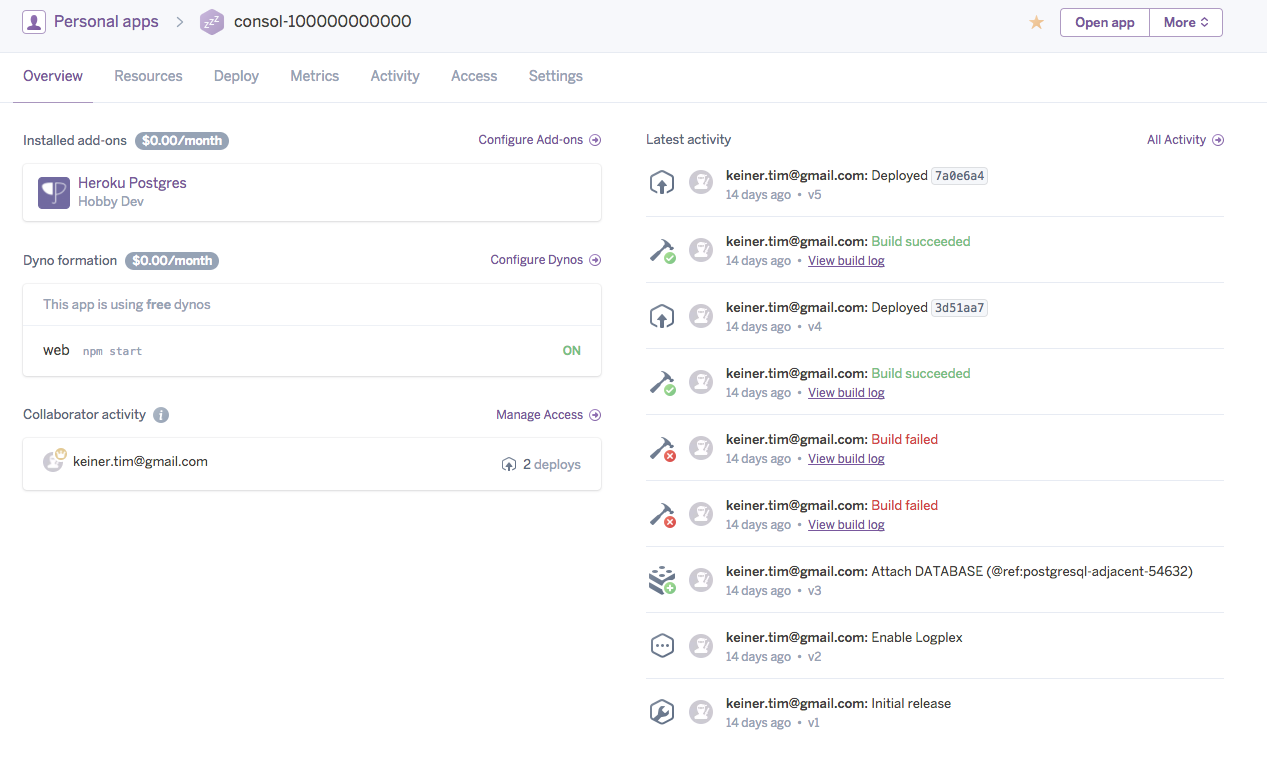 Personal apps > consol-100000000000
Open app More
Overview Resources Deploy Metrics Activity Access Settings
Installed add-ons $0.00/month Configure Add-ons
Heroku Postgres
Hobby Dev
Dyno formation $0.00/month Configure Dynos
This app is using free dynos
web npm start ON
Collaborator activity i Manage Access
keiner.tim@gmail.com 2 deploys
Latest activity All Activity
keiner.tim@gmail.com: Deployed 7a0e6a4
14 days ago • v5
keiner.tim@gmail.com: Build succeeded
14 days ago • View build log
keiner.tim@gmail.com: Deployed 3d51aa7
14 days ago • v4
keiner.tim@gmail.com: Build succeeded
14 days ago • View build log
keiner.tim@gmail.com: Build failed
14 days ago • View build log
keiner.tim@gmail.com: Build failed
14 days ago • View build log
keiner.tim@gmail.com: Attach DATABASE (@ref:postgresql-adjacent-54632)
14 days ago • v3
keiner.tim@gmail.com: Enable Logplex
14 days ago • v2
keiner.tim@gmail.com: Initial release
14 days ago • v1